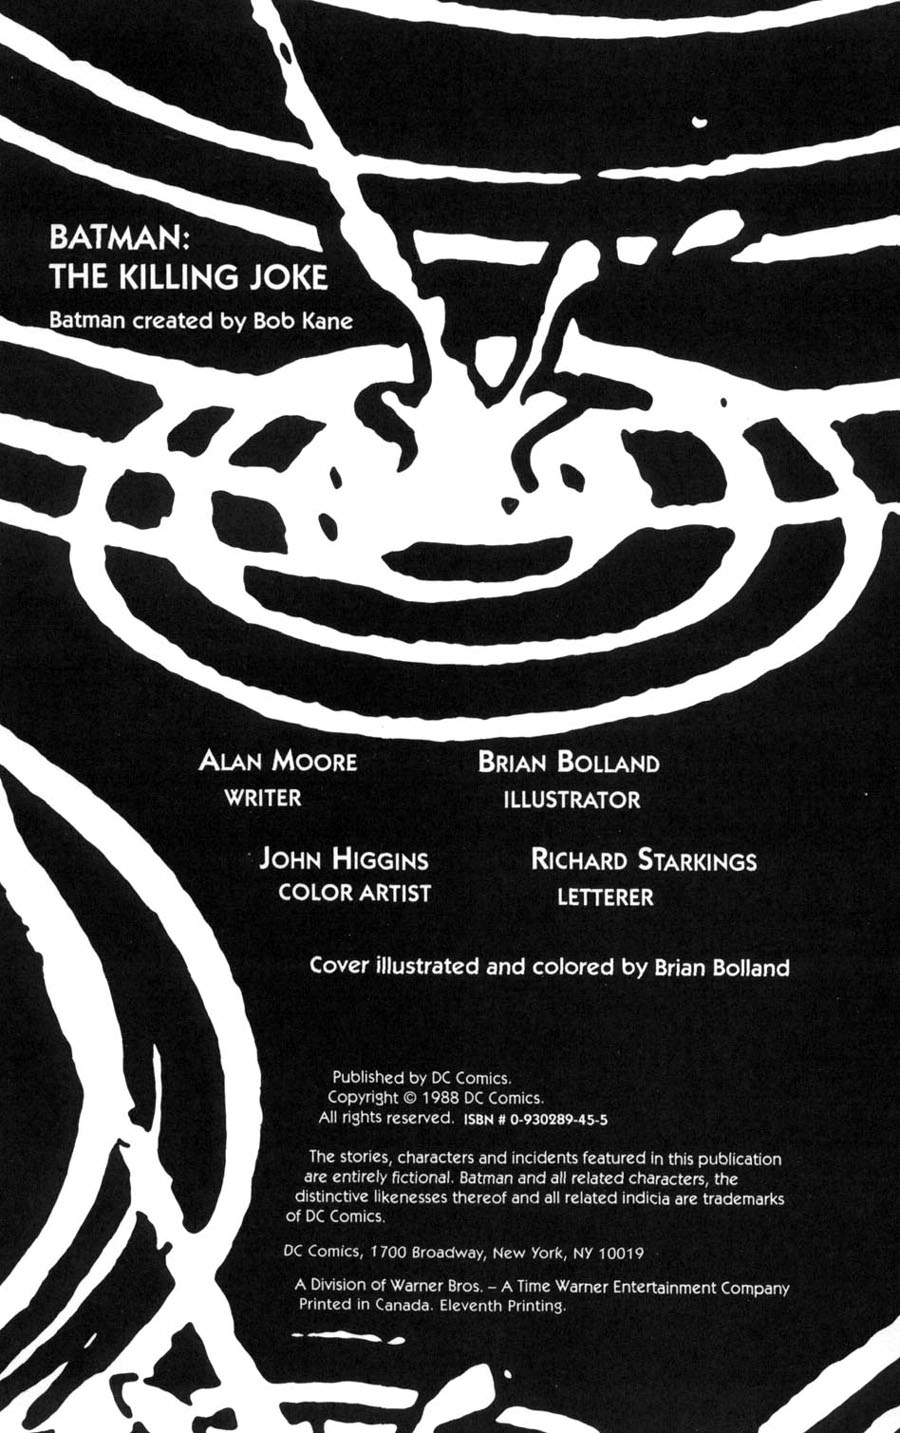 BATMAN:
THE KILLING JOKE
Batman created by Bob Kane
ALAN MOORE
WRITER
BRIAN BOLLAND
ILLUSTRATOR
JOHN HIGGINS
COLOR ARTIST
RICHARD STARKINGS
LETTERER
Cover illustrated and colored by Brian Bolland
Published by DC Comics.
Copyright © 1988 DC Comics.
All rights reserved. ISBN # 0-930289-45-5
The stories, characters and incidents featured in this publication
are entirely fictional. Batman and all related characters, the
distinctive likenesses thereof and all related indicia are trademarks
of DC Comics.
DC Comics, 1700 Broadway, New York, NY 10019
A Division of Warner Bros. – A Time Warner Entertainment Company
Printed in Canada. Eleventh Printing.